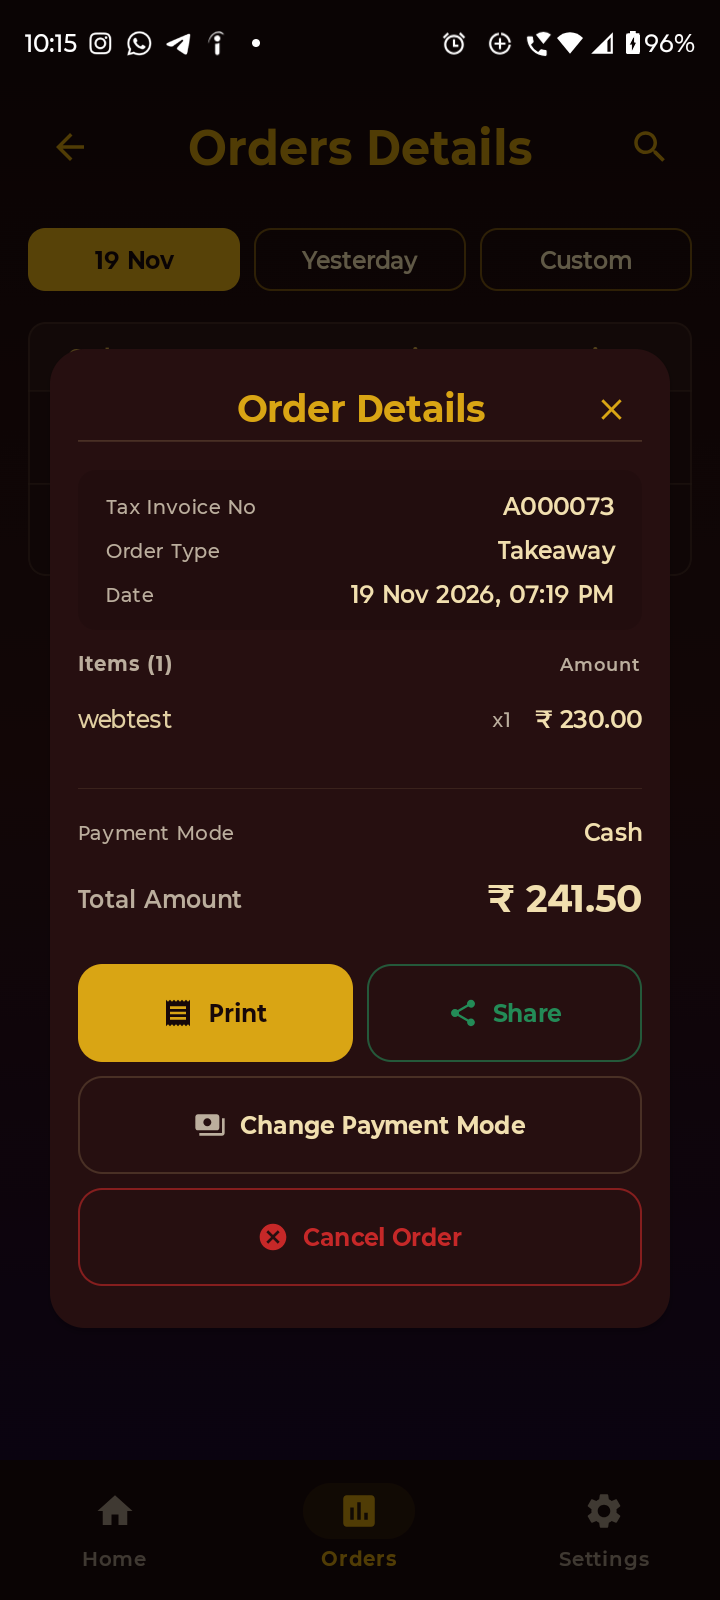 10:15 96%
Orders Details
19 Nov Yesterday Custom
Order Details
Tax Invoice No A000073
Order Type Takeaway
Date 19 Nov 2026, 07:19 PM
Items (1) Amount
webtest x1 ₹ 230.00
Payment Mode Cash
Total Amount ₹ 241.50
Print Share
Change Payment Mode
Cancel Order
Home Orders Settings